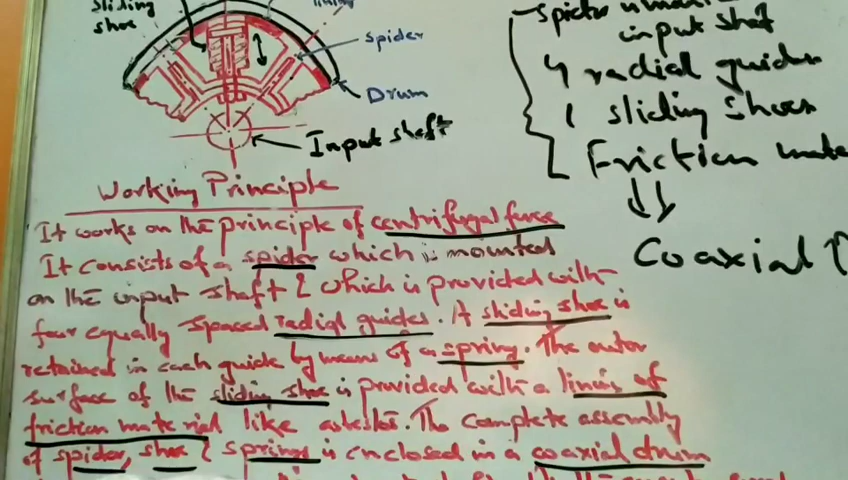 sliding
shoe
lining
spider
Drum
Input shaft
spider
input shaft
4 radial guides
sliding shoes
Friction mate
Coaxial
Working Principle
It works on the principle of centrifugal force
It consists of a spider which is mounted
on the input shaft & which is provided with
four equally spaced radial guides. A sliding shoe is
retained in each guide by means of a spring. The outer
surface of the sliding shoe is provided with a lining of
friction material like asbestos. The complete assembly
of spider, shoe & springs is enclosed in a coaxial drum